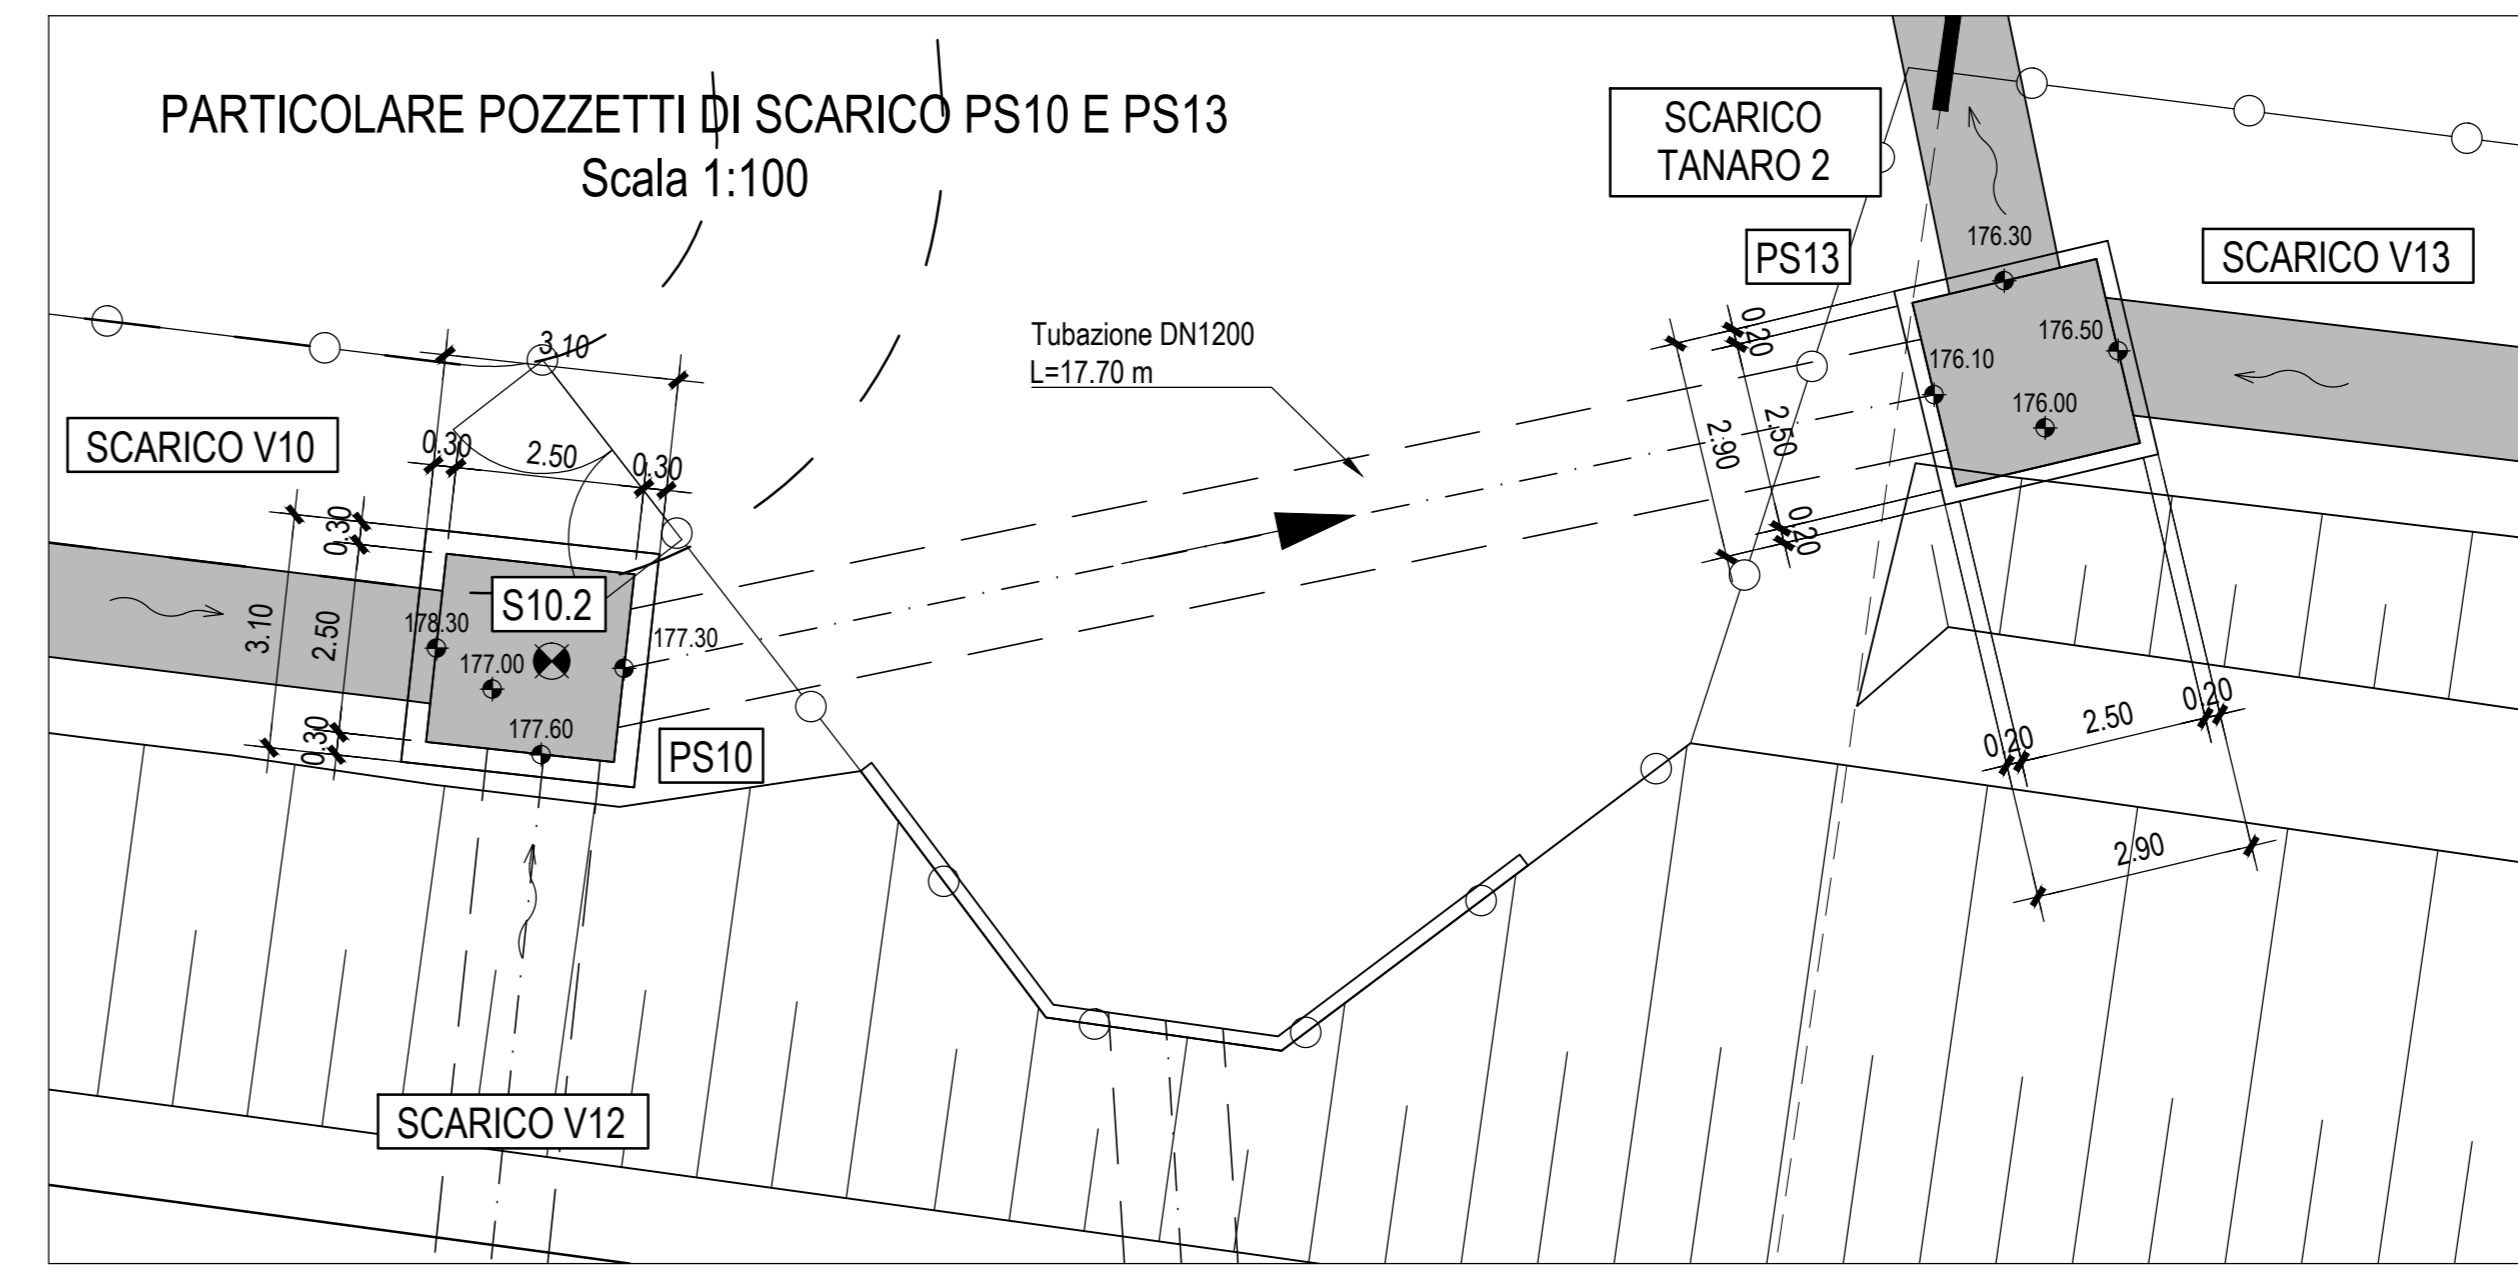 PARTICOLARE POZZETTI DI SCARICO PS10 E PS13
Scala 1:100
SCARICO
TANARO 2
PS13
SCARICO V13
176.30
176.50
176.10
176.00
Tubazione DN1200
L=17.70 m
0.20
2.50
2.90
0.20
3.10
SCARICO V10
0.30
2.50
0.30
0.30
3.10
2.50
0.30
S10.2
178.30
177.00
177.30
177.60
PS10
0.20
2.50
0.20
2.90
SCARICO V12